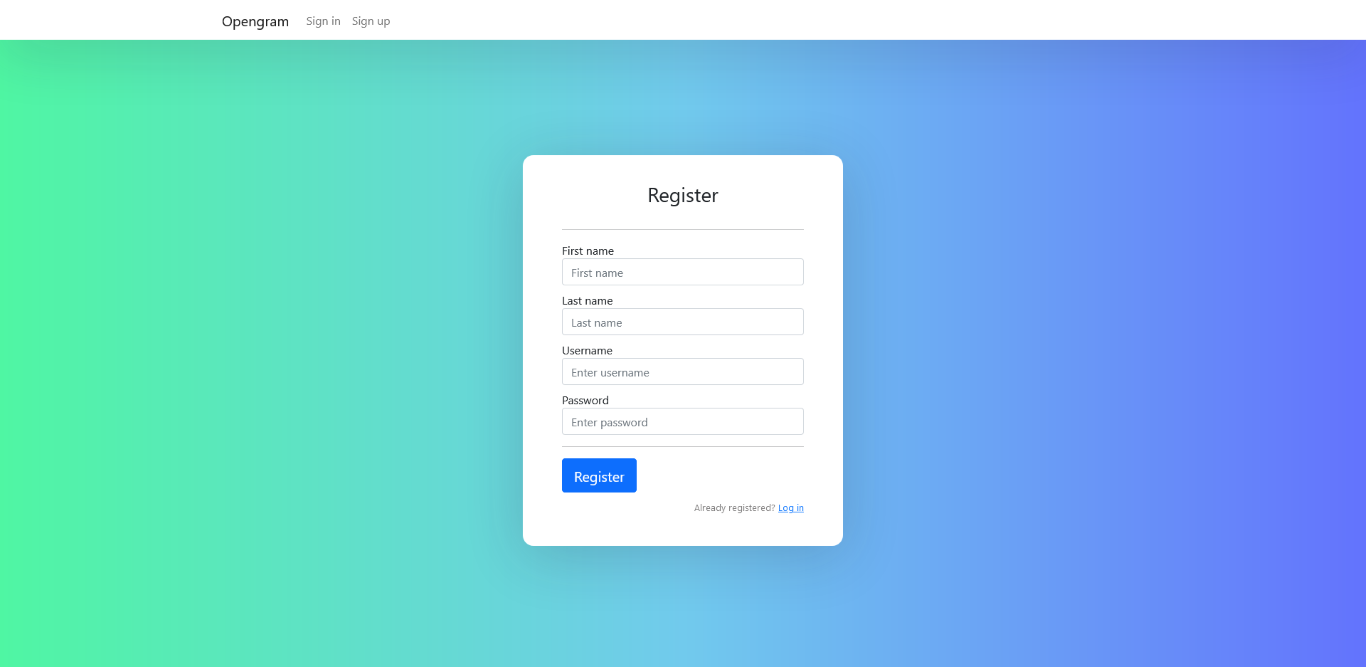 Opengram Sign in Sign up
Register
First name
First name
Last name
Last name
Username
Enter username
Password
Enter password
Register
Already registered? Log in